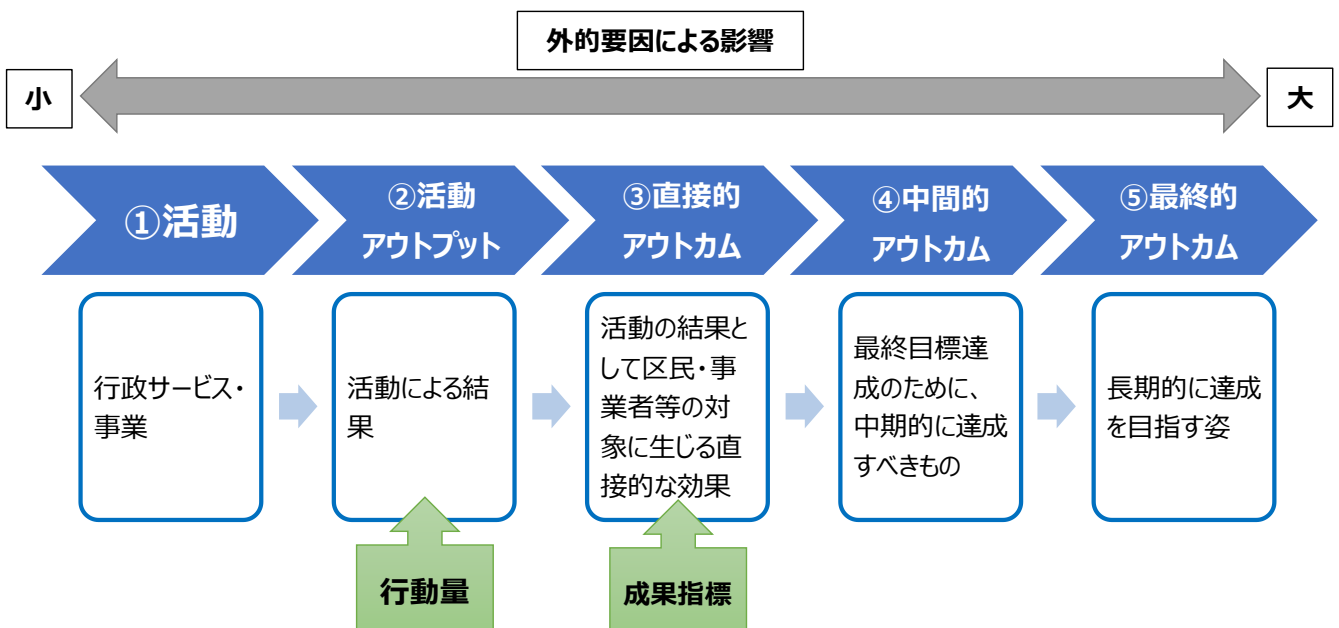 外的要因による影響
小
大
①活動
②活動
アウトプット
③直接的
アウトカム
④中間的
アウトカム
⑤最終的
アウトカム
行政サービス・
事業
活動による結
果
活動の結果と
して区民・事
業者等の対
象に生じる直
接的な効果
最終目標達
成のために、
中期的に達成
すべきもの
長期的に達成
を目指す姿
行動量
成果指標